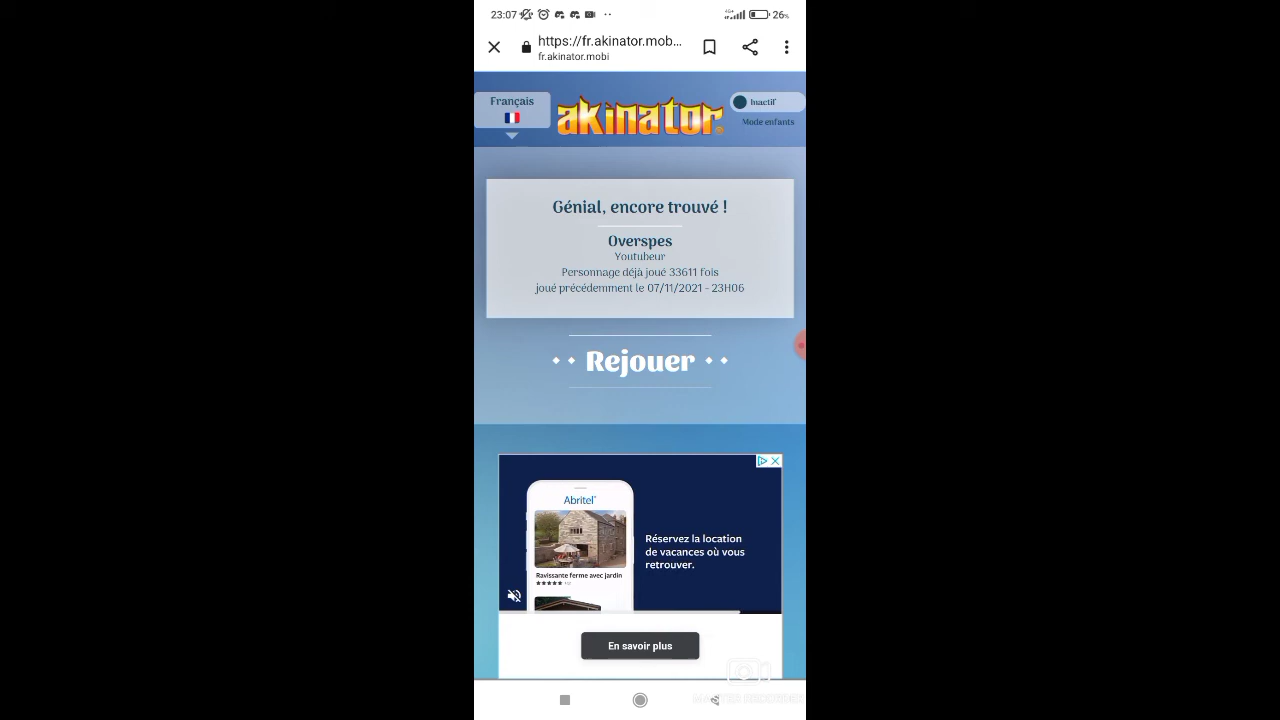 23:07
4G+
26%
https://fr.akinator.mob...
fr.akinator.mobi
Français
akinator
Inactif
Mode enfants
Génial, encore trouvé !
Overspes
Youtubeur
Personnage déjà joué 33611 fois
joué précédemment le 07/11/2021 - 23H06
Rejouer
Abritel
Réservez la location
de vacances où vous
retrouver.
Ravissante ferme avec jardin
En savoir plus